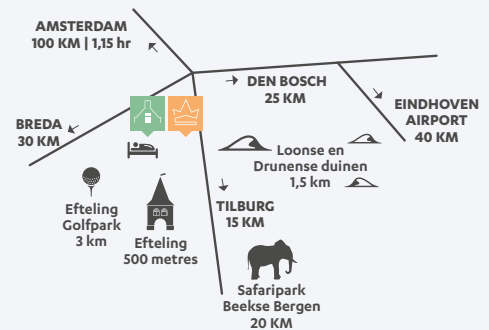 AMSTERDAM
100 KM | 1,15 hr
DEN BOSCH
25 KM
EINDHOVEN
AIRPORT
40 KM
BREDA
30 KM
Loonse en
Drunense duinen
1,5 km
Efteling
Golfpark
3 km
Efteling
500 metres
TILBURG
15 KM
Safaripark
Beekse Bergen
20 KM